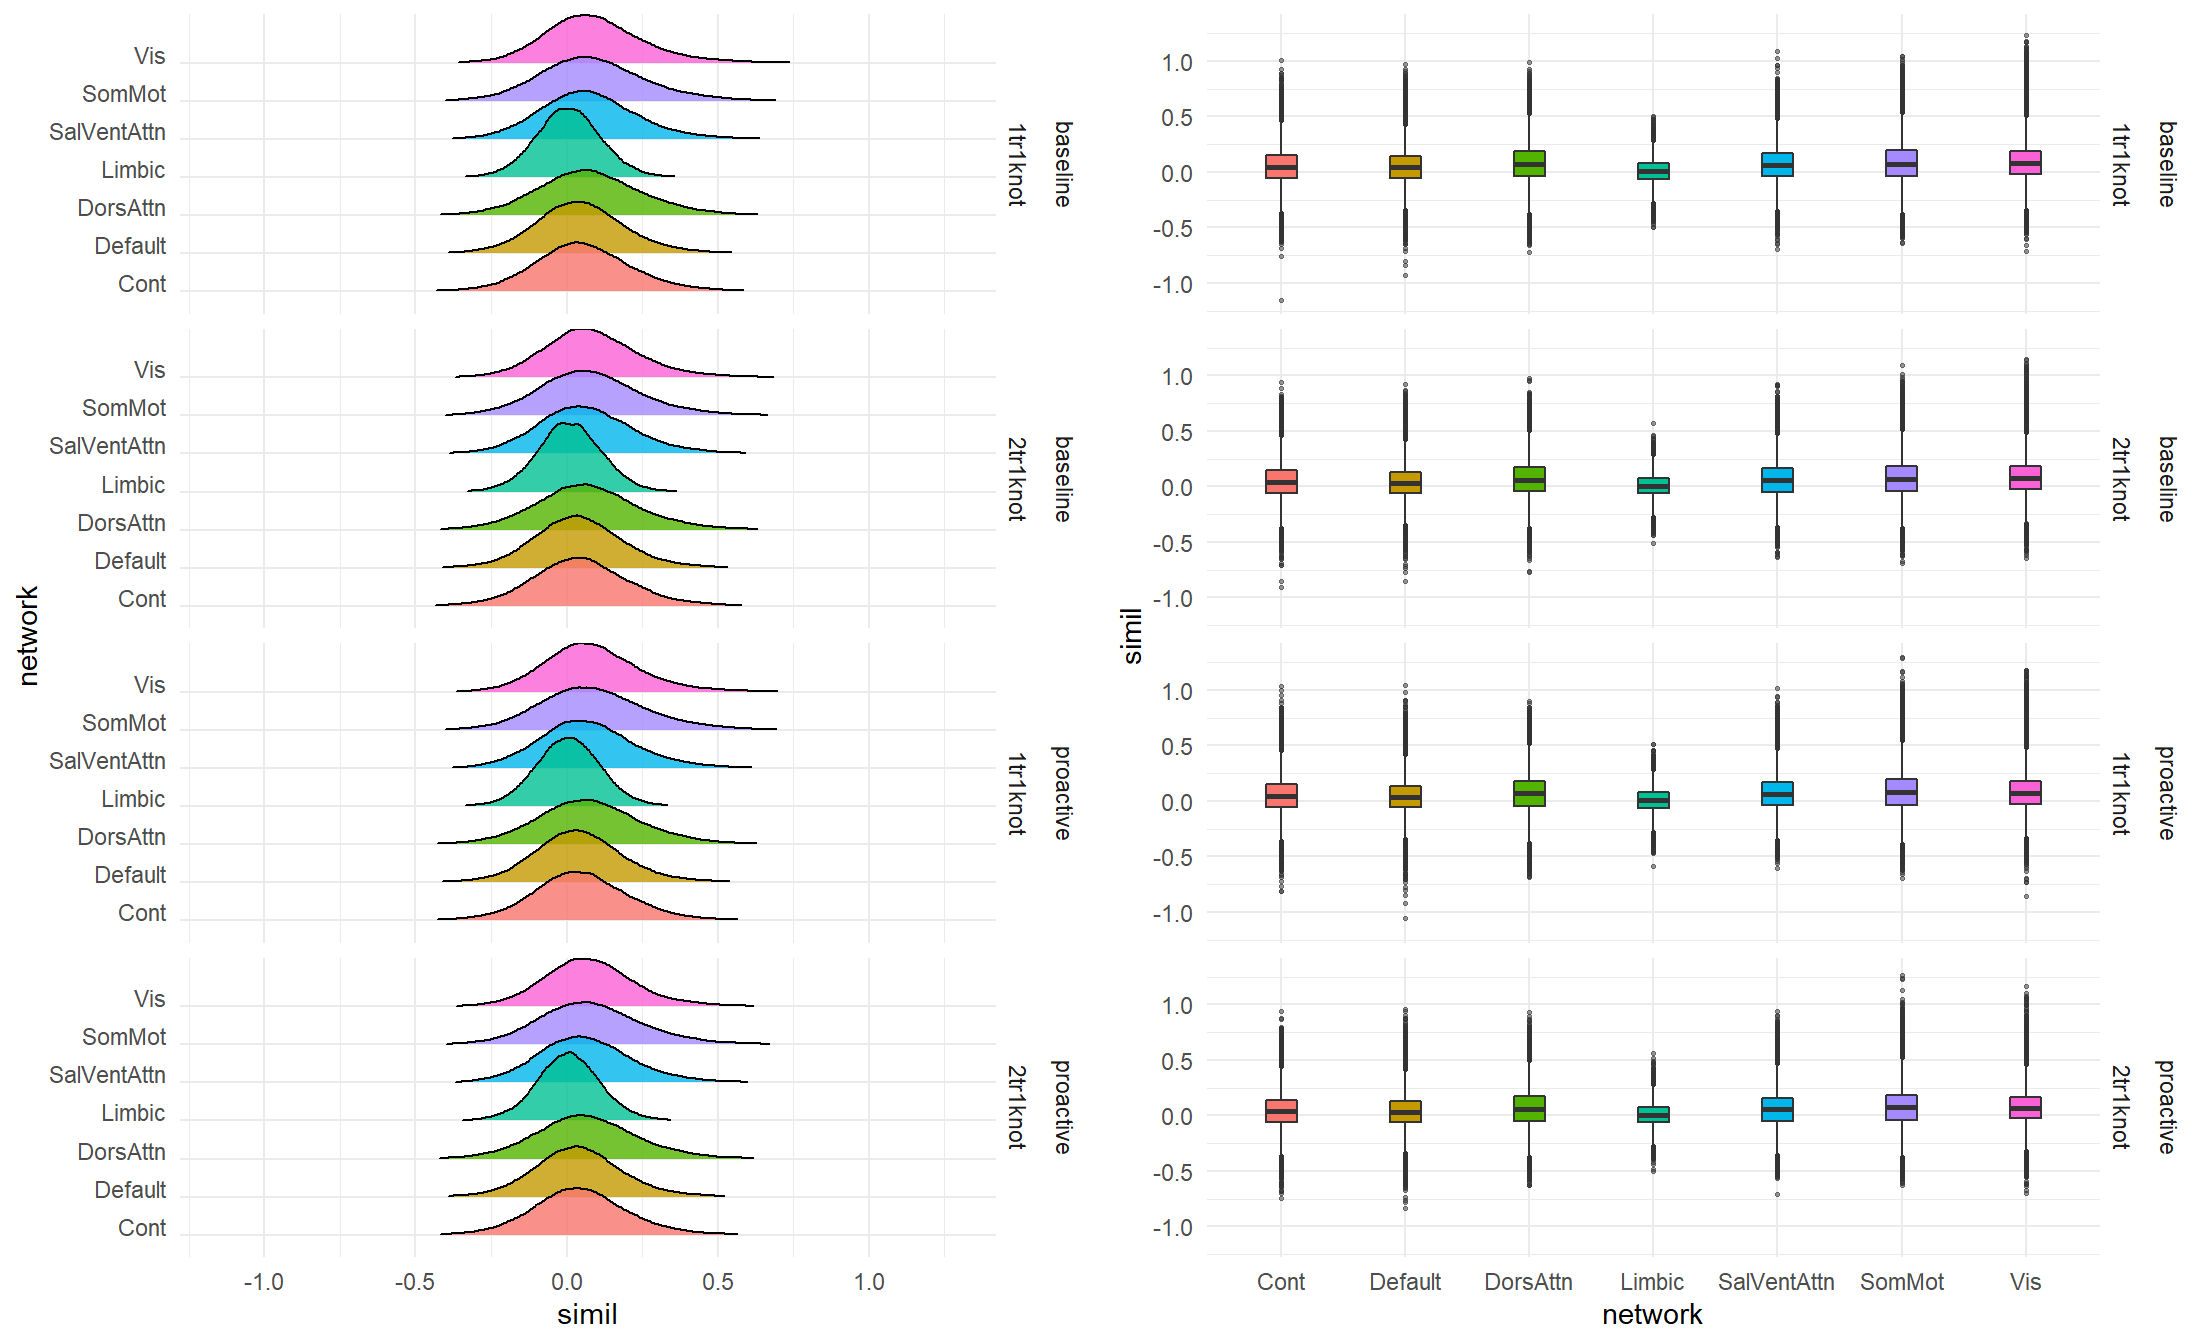 Vis
SomMot
SalVentAttn
Limbic
DorsAttn
Default
Cont
1tr1knot
baseline
Vis
SomMot
SalVentAttn
Limbic
DorsAttn
Default
Cont
2tr1knot
baseline
Vis
SomMot
SalVentAttn
Limbic
DorsAttn
Default
Cont
1tr1knot
proactive
Vis
SomMot
SalVentAttn
Limbic
DorsAttn
Default
Cont
2tr1knot
proactive
network
-1.0 -0.5 0.0 0.5 1.0
simil
1.0
0.5
0.0
-0.5
-1.0
1tr1knot
baseline
1.0
0.5
0.0
-0.5
-1.0
2tr1knot
baseline
1.0
0.5
0.0
-0.5
-1.0
1tr1knot
proactive
1.0
0.5
0.0
-0.5
-1.0
2tr1knot
proactive
simil
Cont Default DorsAttn Limbic SalVentAttn SomMot Vis
network